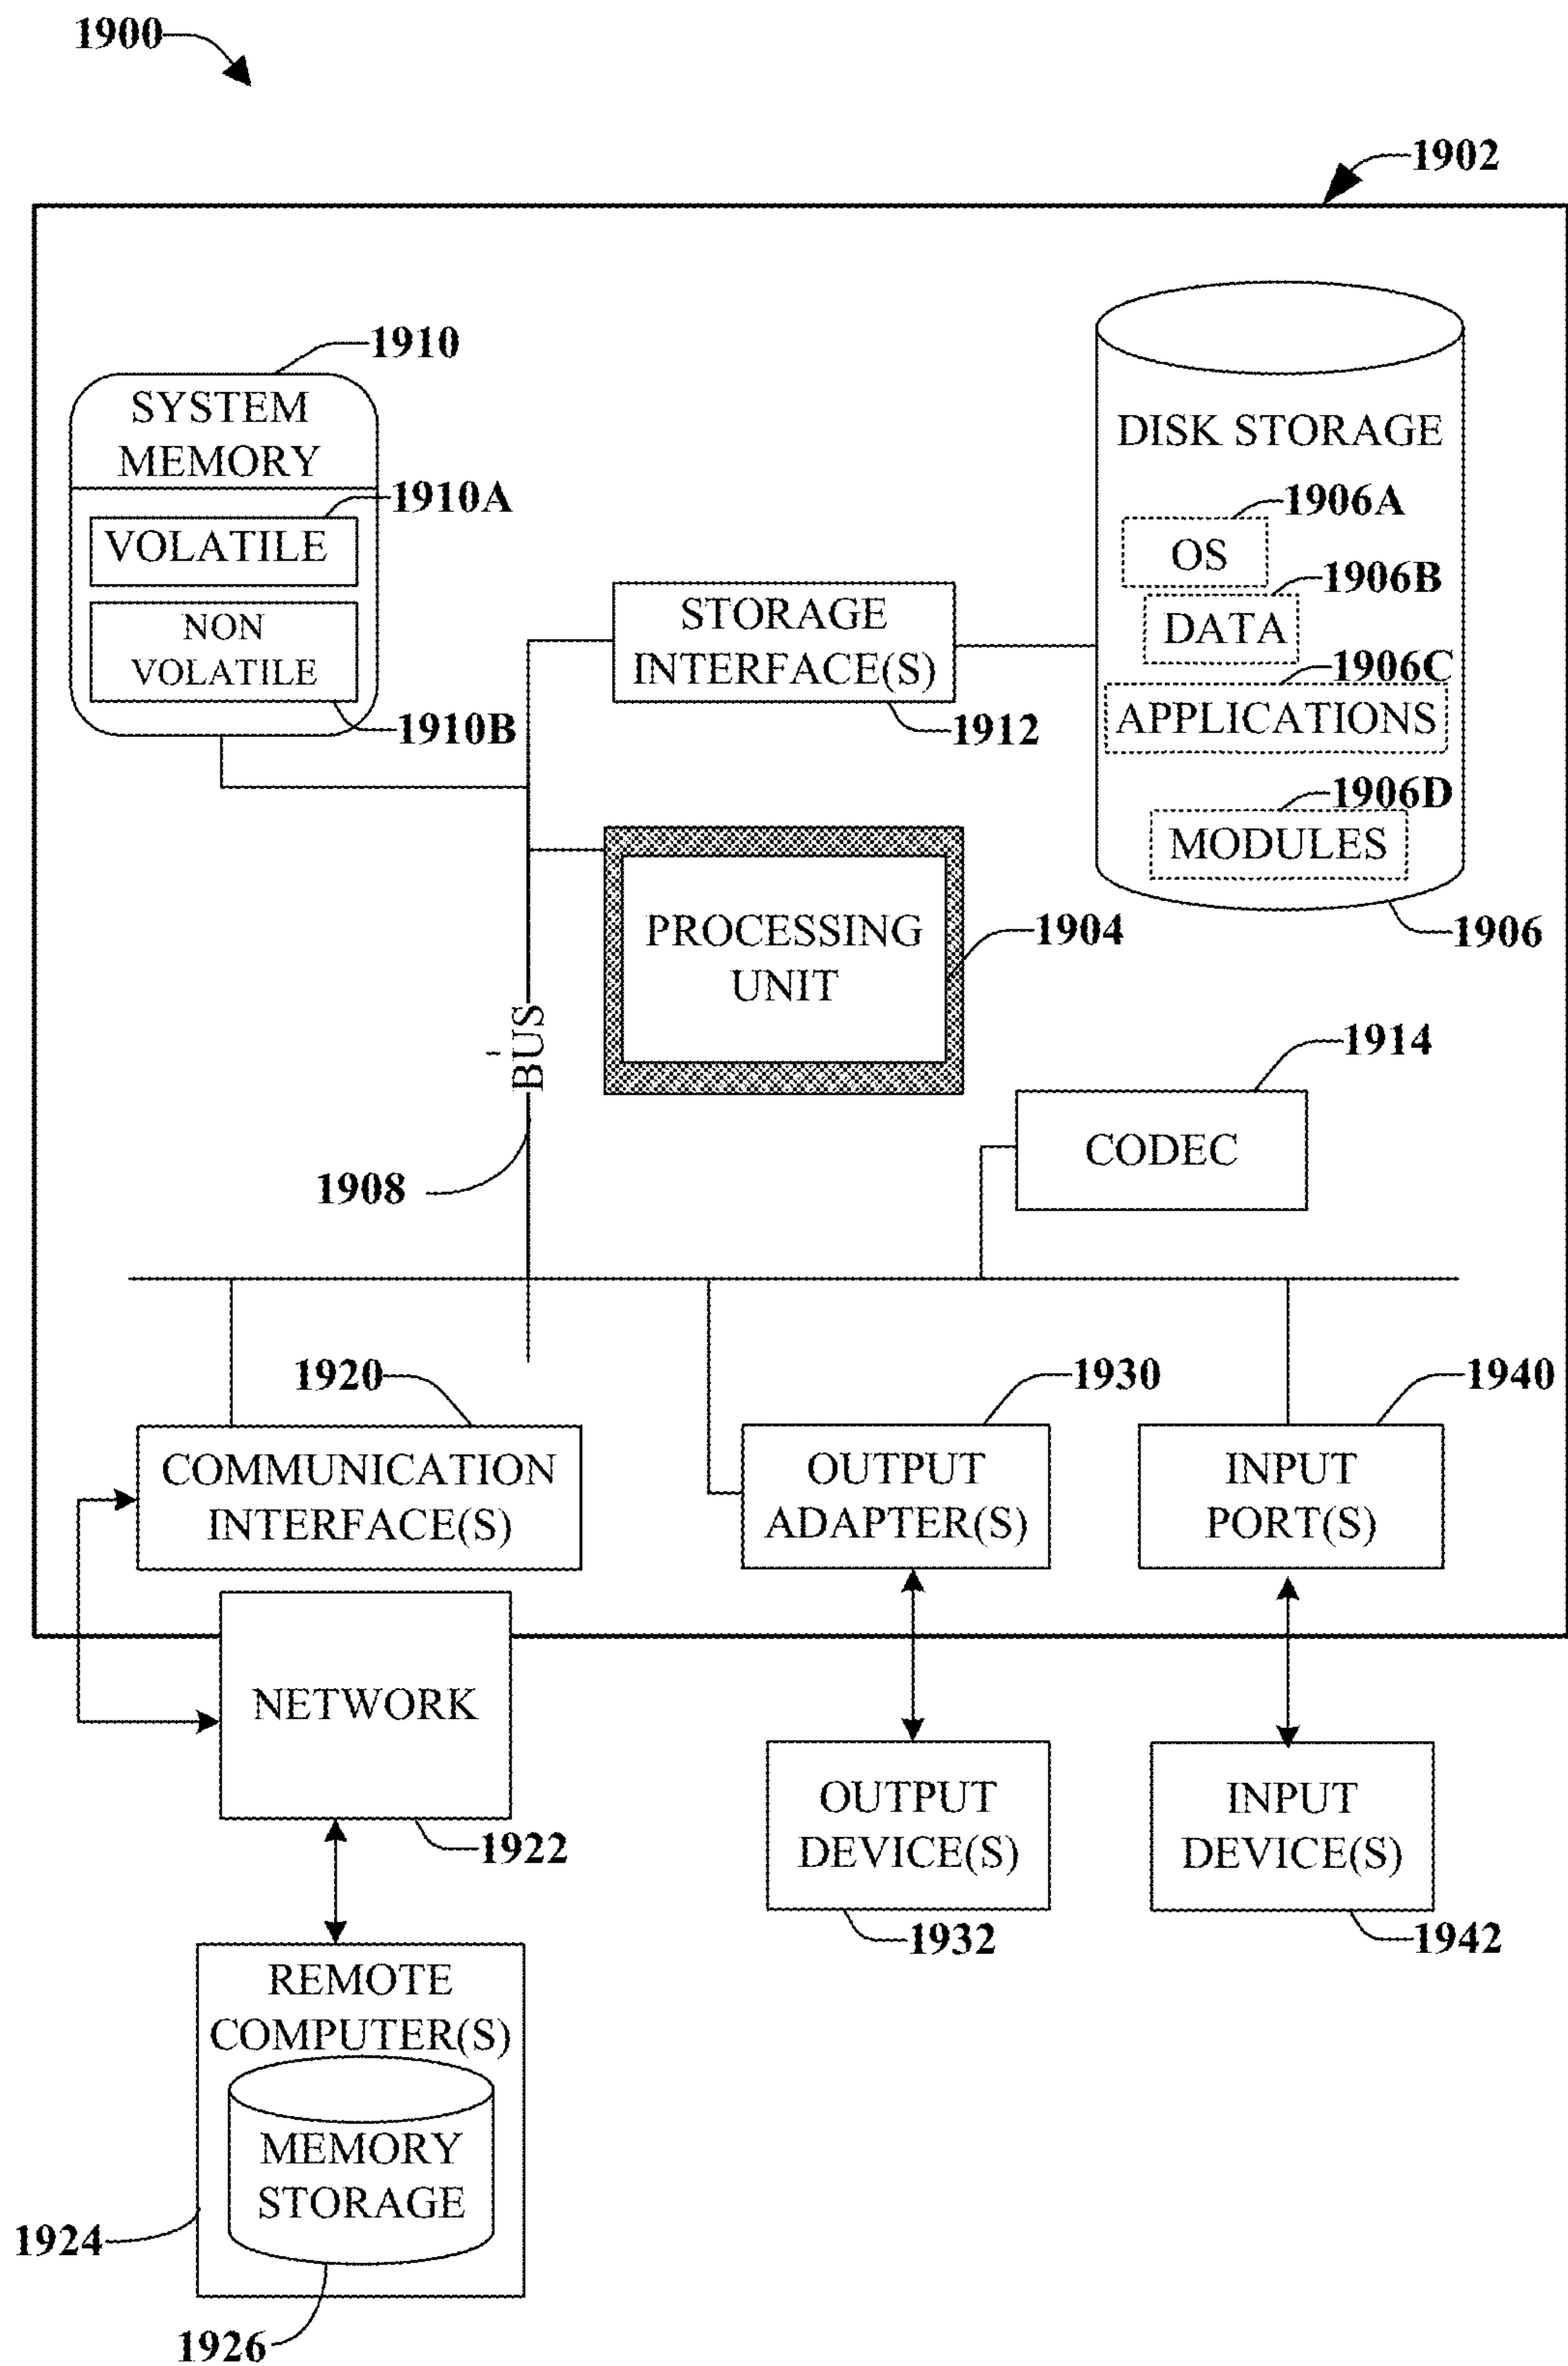 1900
1902
1910
SYSTEM
MEMORY
1910A
VOLATILE
NON
VOLATILE
1910B
DISK STORAGE
1906A
OS
1906B
DATA
1906C
APPLICATIONS
1906D
MODULES
1906
STORAGE
INTERFACE(S)
1912
PROCESSING
UNIT
1904
BUS
1908
1914
CODEC
1920
COMMUNICATION
INTERFACE(S)
1930
OUTPUT
ADAPTER(S)
1940
INPUT
PORT(S)
NETWORK
1922
OUTPUT
DEVICE(S)
1932
INPUT
DEVICE(S)
1942
REMOTE
COMPUTER(S)
MEMORY
STORAGE
1924
1926